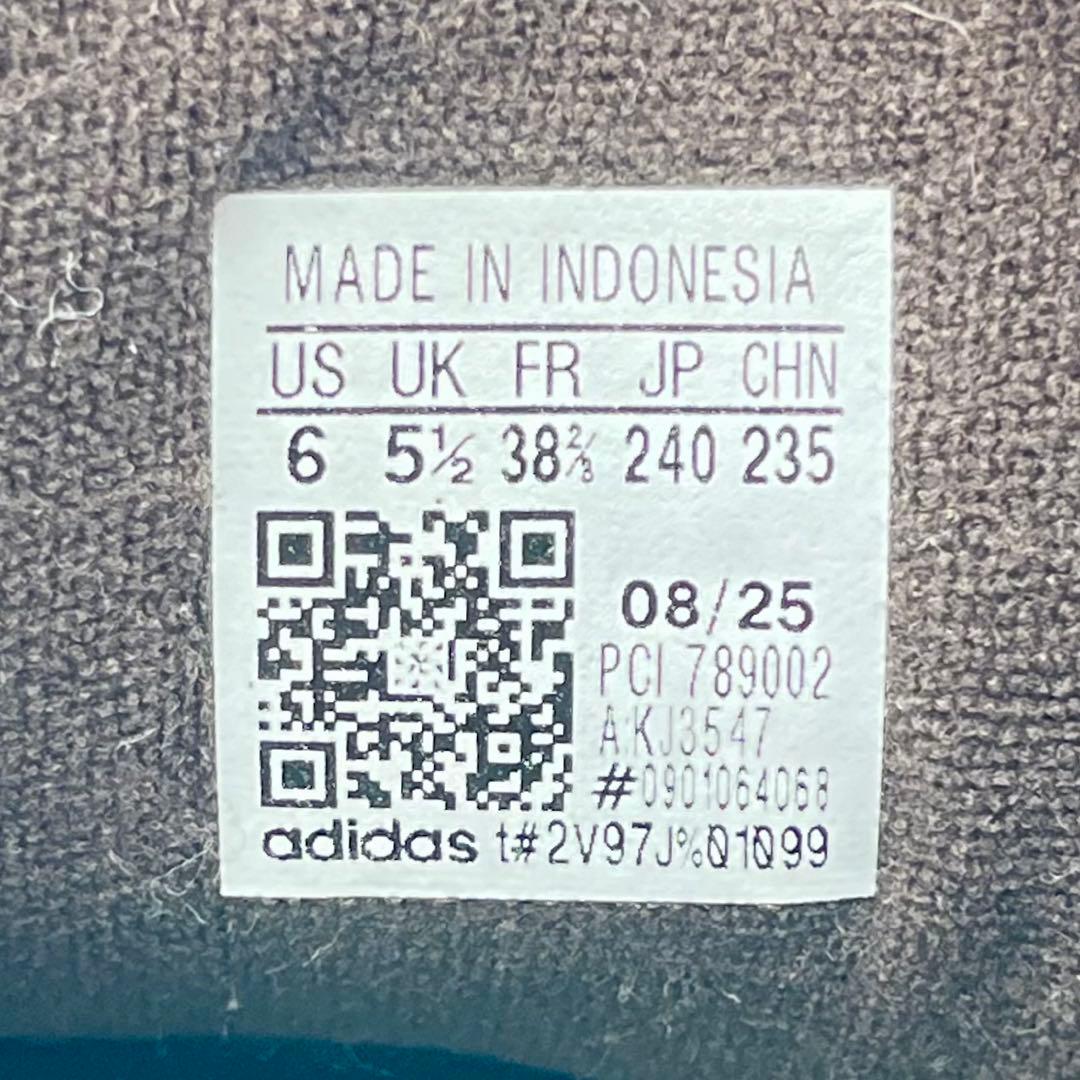 MADE IN INDONESIA
US UK FR JP CHN
6 5½ 38⅔ 240 235
08/25
PCI 789002
A:KJ3547
#0901064068
adidas t#2V97J%01099